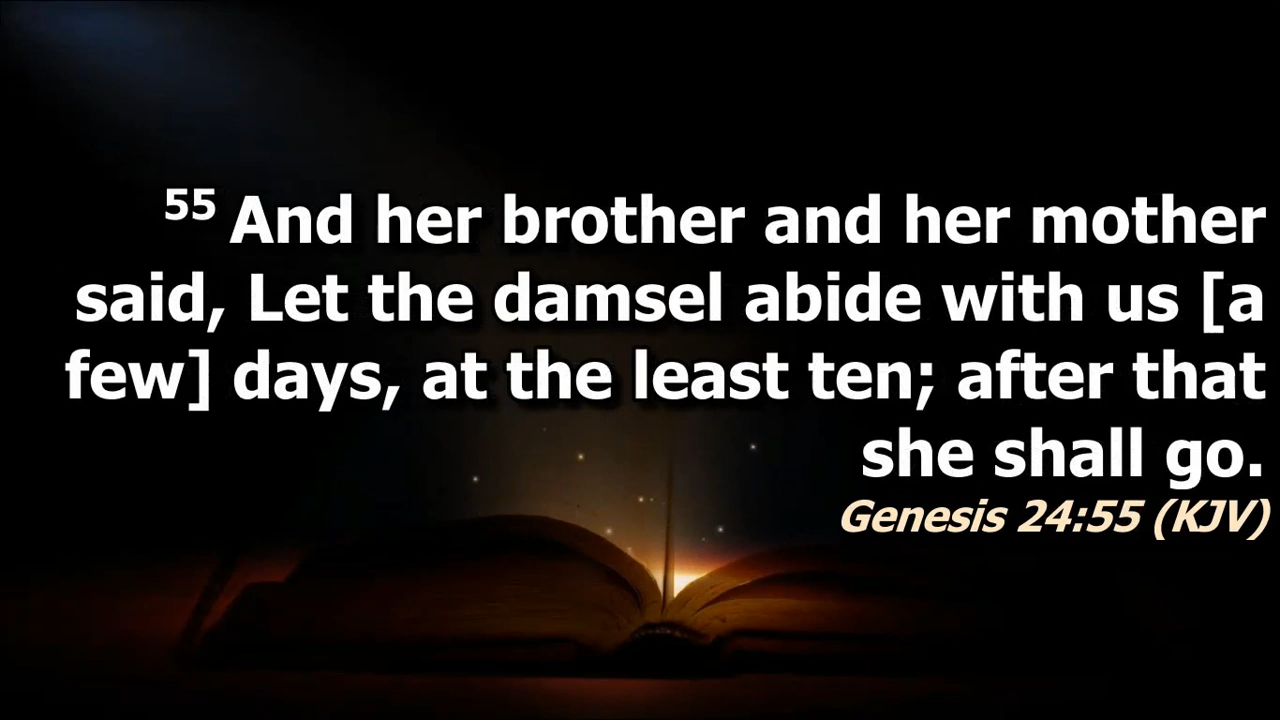 55 And her brother and her mother
said, Let the damsel abide with us [a
few] days, at the least ten; after that
she shall go.
Genesis 24:55 (KJV)